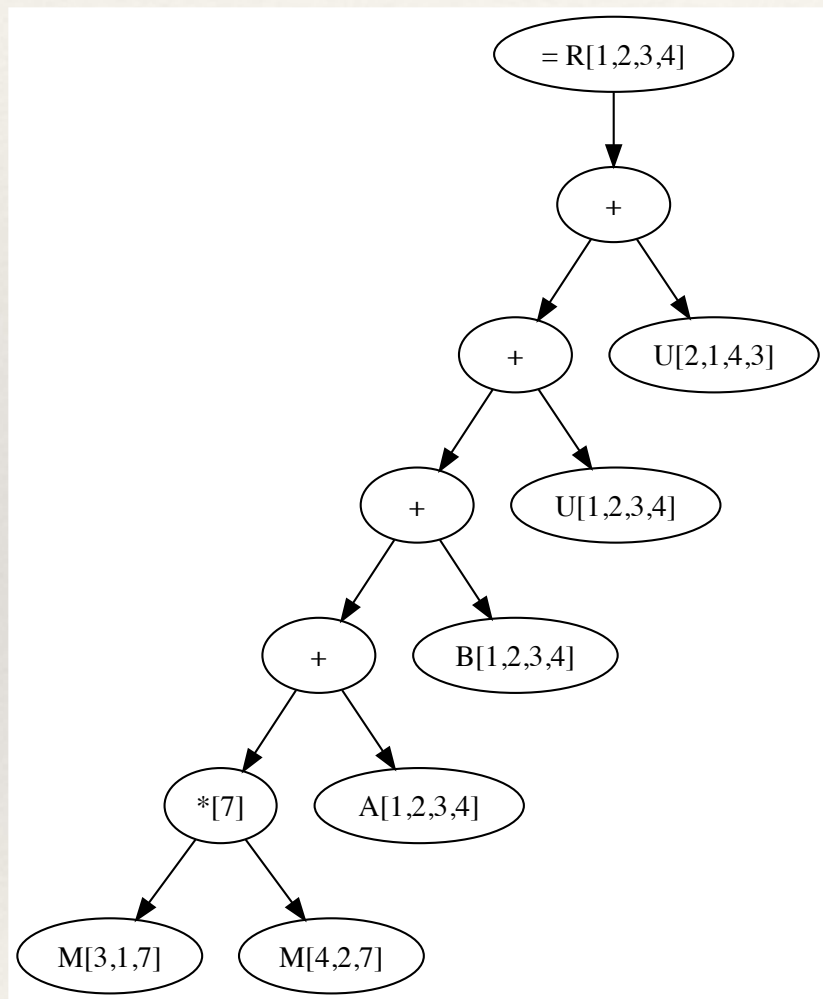 = R[1,2,3,4]
+
+
U[2,1,4,3]
+
U[1,2,3,4]
+
B[1,2,3,4]
*[7]
A[1,2,3,4]
M[3,1,7]
M[4,2,7]